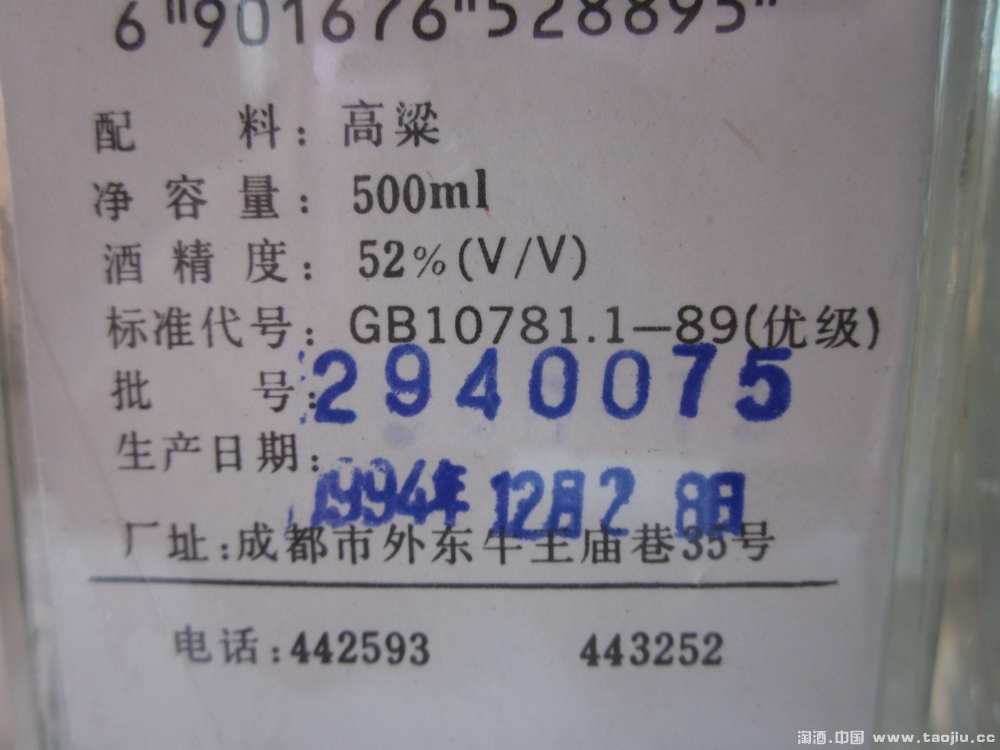 6"901676"528895"
配 料：高粱
净容量：500ml
酒精度：52%(V/V)
标准代号：GB10781.1—89(优级)
批 号：2940075
生产日期：1994年12月28日
厂址：成都市外东牛王庙巷35号
电话：442593 443252
淘酒.中国 www.taojiu.cc